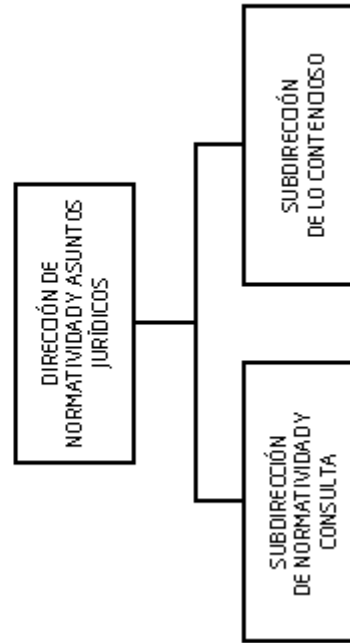 DIRECCIÓN DE
NORMATIVIDAD Y ASUNTOS
JURÍDICOS
SUBDIRECCIÓN
DE NORMATIVIDAD Y
CONSULTA
SUBDIRECCIÓN
DE LO CONTENCIOSO